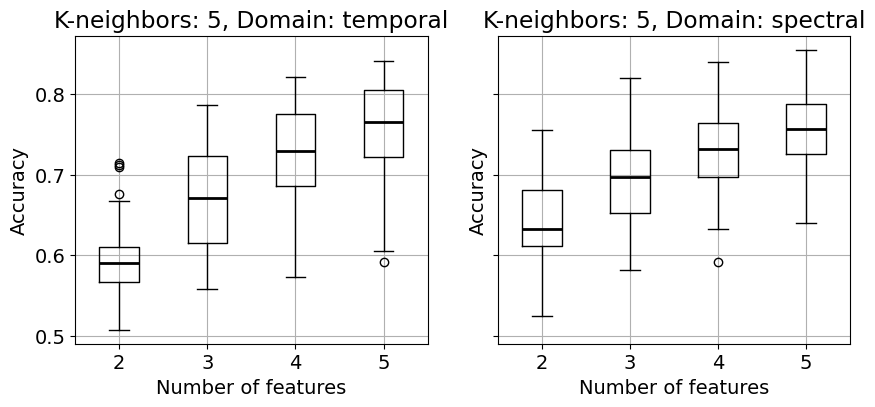 K-neighbors: 5, Domain: temporal
Accuracy
0.8
0.7
0.6
0.5
2 3 4 5
Number of features
K-neighbors: 5, Domain: spectral
Accuracy
2 3 4 5
Number of features